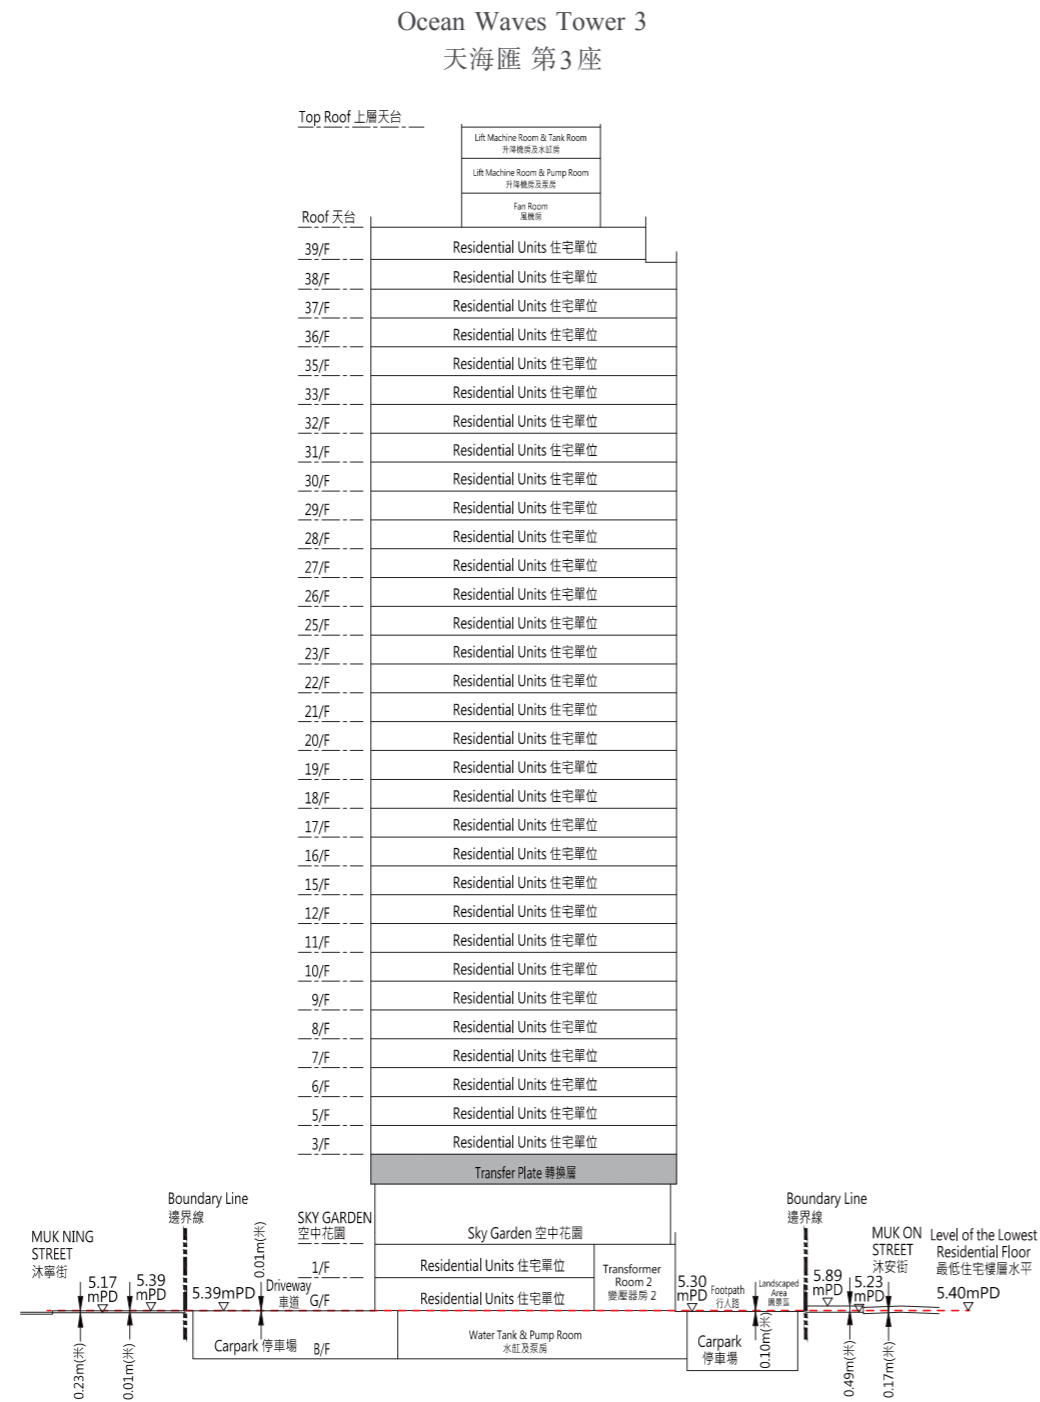 Ocean Waves Tower 3
天海匯 第3座
Top Roof 上層天台
Lift Machine Room & Tank Room
升降機房及水缸房
Lift Machine Room & Pump Room
升降機房及泵房
Fan Room
風機房
Roof 天台
39/F Residential Units 住宅單位
38/F Residential Units 住宅單位
37/F Residential Units 住宅單位
36/F Residential Units 住宅單位
35/F Residential Units 住宅單位
33/F Residential Units 住宅單位
32/F Residential Units 住宅單位
31/F Residential Units 住宅單位
30/F Residential Units 住宅單位
29/F Residential Units 住宅單位
28/F Residential Units 住宅單位
27/F Residential Units 住宅單位
26/F Residential Units 住宅單位
25/F Residential Units 住宅單位
23/F Residential Units 住宅單位
22/F Residential Units 住宅單位
21/F Residential Units 住宅單位
20/F Residential Units 住宅單位
19/F Residential Units 住宅單位
18/F Residential Units 住宅單位
17/F Residential Units 住宅單位
16/F Residential Units 住宅單位
15/F Residential Units 住宅單位
12/F Residential Units 住宅單位
11/F Residential Units 住宅單位
10/F Residential Units 住宅單位
9/F Residential Units 住宅單位
8/F Residential Units 住宅單位
7/F Residential Units 住宅單位
6/F Residential Units 住宅單位
5/F Residential Units 住宅單位
3/F Residential Units 住宅單位
Transfer Plate 轉換層
Boundary Line
邊界線
SKY GARDEN
空中花園
Sky Garden 空中花園
Boundary Line
邊界線
MUK NING
STREET
沐寧街
MUK ON
STREET
沐安街
Level of the Lowest
Residential Floor
最低住宅樓層水平
5.40mPD
1/F Residential Units 住宅單位
Transformer
Room 2
變壓器房 2
5.17
mPD
5.39
mPD
5.39mPD
0.01m(米)
Driveway
車道
G/F Residential Units 住宅單位
5.30
mPD
Footpath
行人路
Landscaped
Area
園景區
5.89
mPD
5.23
mPD
Carpark 停車場
B/F
Water Tank & Pump Room
水缸及泵房
Carpark
停車場
0.23m(米)
0.01m(米)
0.10m(米)
0.49m(米)
0.17m(米)